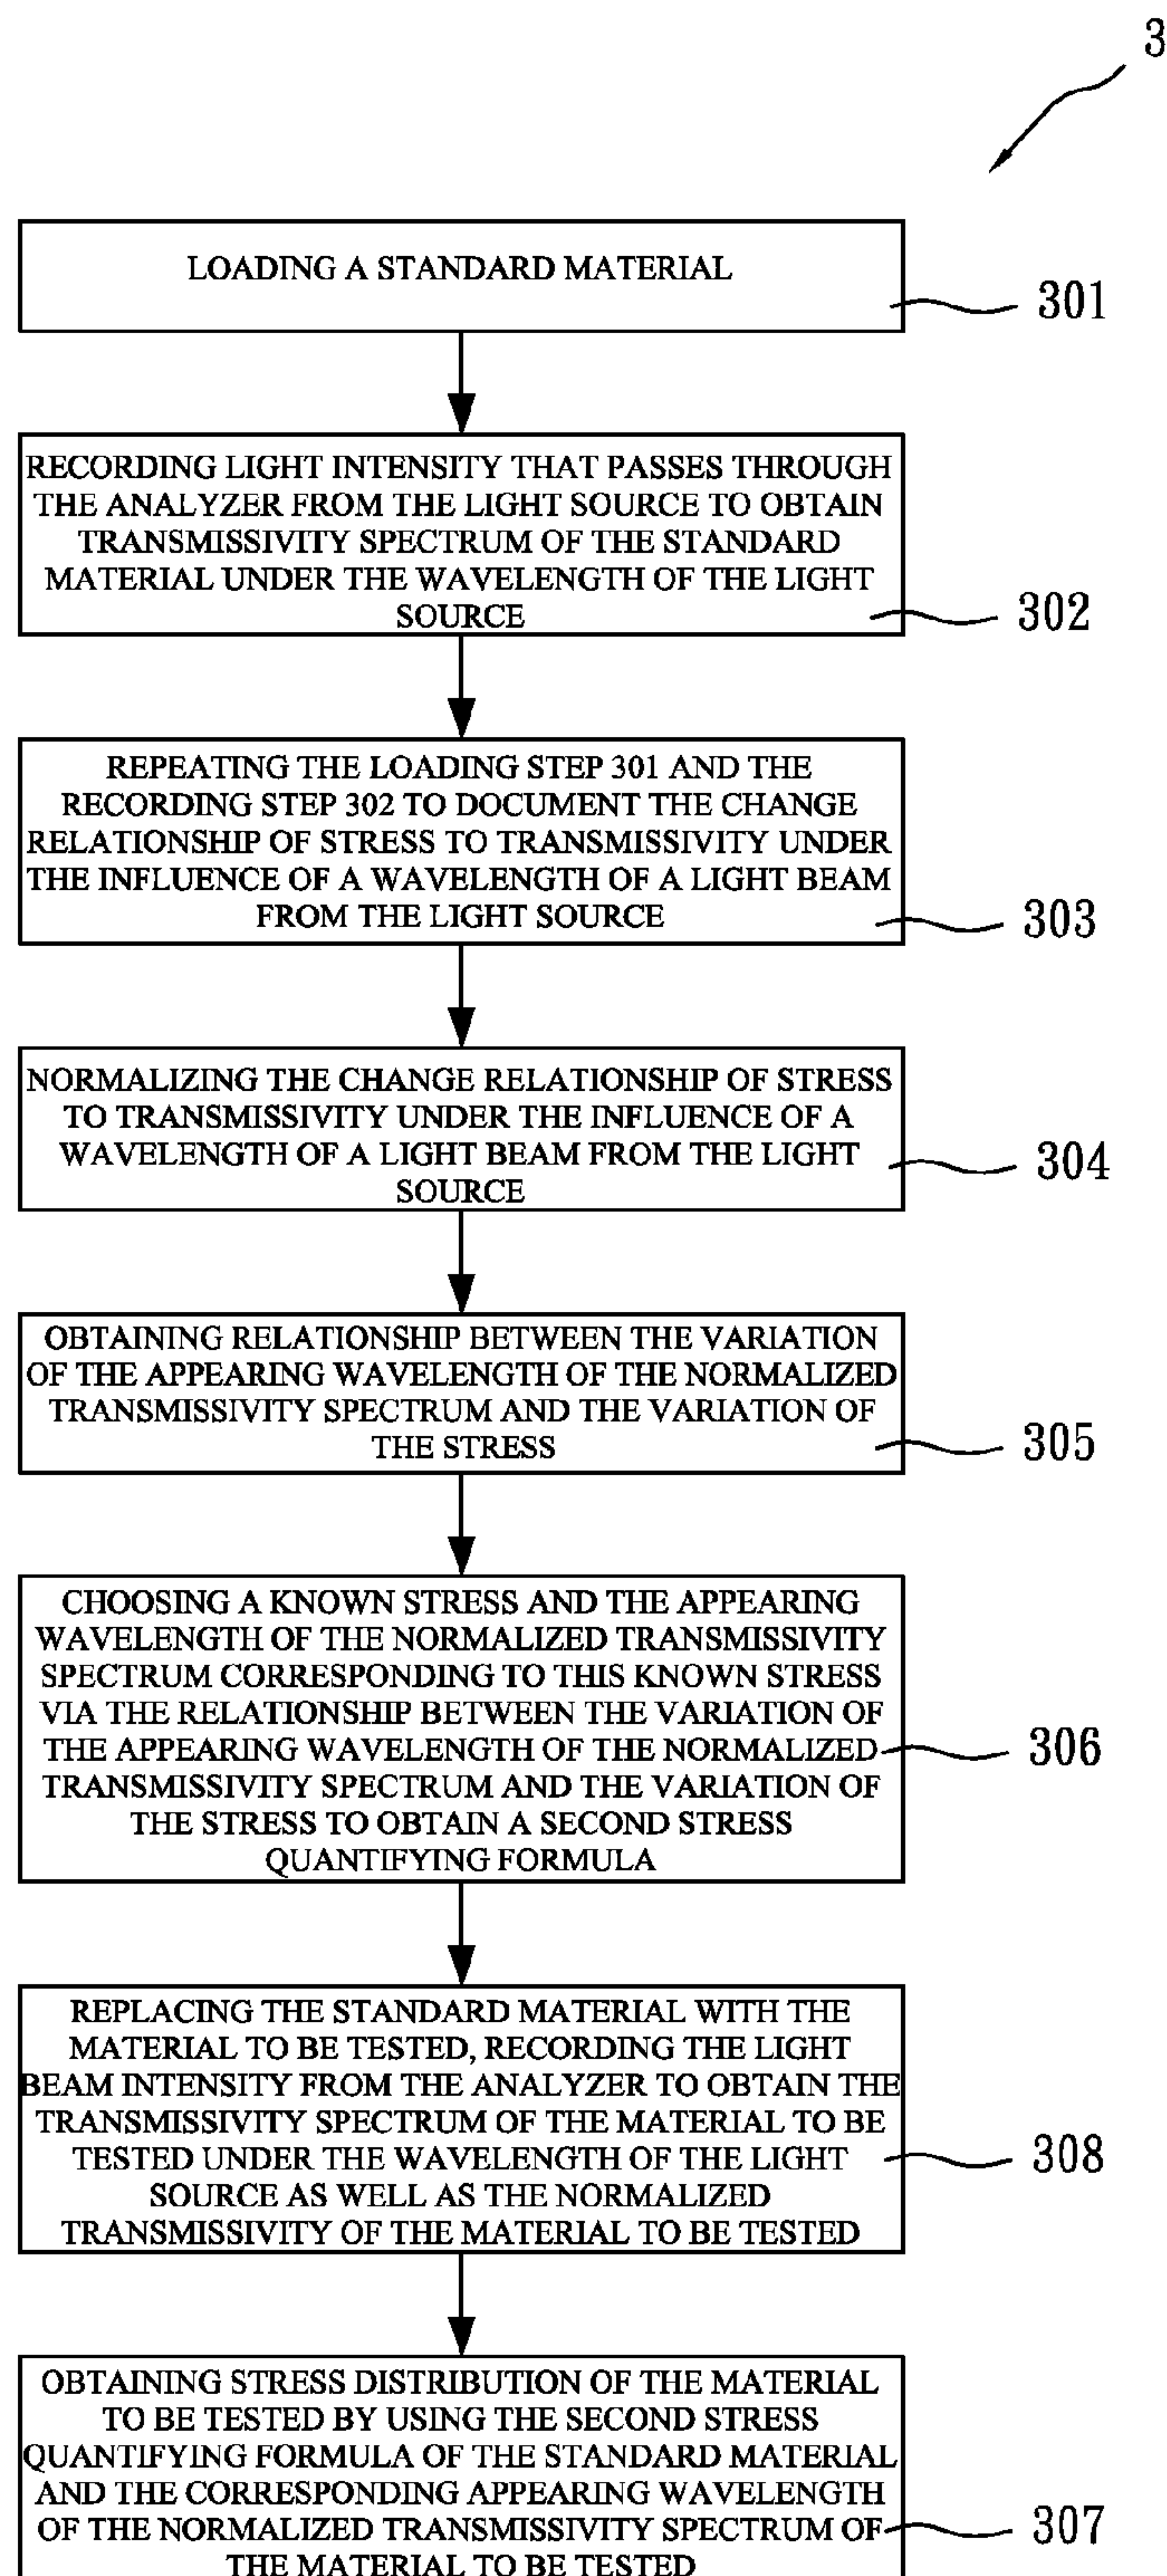 3
LOADING A STANDARD MATERIAL
301
RECORDING LIGHT INTENSITY THAT PASSES THROUGH
THE ANALYZER FROM THE LIGHT SOURCE TO OBTAIN
TRANSMISSIVITY SPECTRUM OF THE STANDARD
MATERIAL UNDER THE WAVELENGTH OF THE LIGHT
SOURCE
302
REPEATING THE LOADING STEP 301 AND THE
RECORDING STEP 302 TO DOCUMENT THE CHANGE
RELATIONSHIP OF STRESS TO TRANSMISSIVITY UNDER
THE INFLUENCE OF A WAVELENGTH OF A LIGHT BEAM
FROM THE LIGHT SOURCE
303
NORMALIZING THE CHANGE RELATIONSHIP OF STRESS
TO TRANSMISSIVITY UNDER THE INFLUENCE OF A
WAVELENGTH OF A LIGHT BEAM FROM THE LIGHT
SOURCE
304
OBTAINING RELATIONSHIP BETWEEN THE VARIATION
OF THE APPEARING WAVELENGTH OF THE NORMALIZED
TRANSMISSIVITY SPECTRUM AND THE VARIATION OF
THE STRESS
305
CHOOSING A KNOWN STRESS AND THE APPEARING
WAVELENGTH OF THE NORMALIZED TRANSMISSIVITY
SPECTRUM CORRESPONDING TO THIS KNOWN STRESS
VIA THE RELATIONSHIP BETWEEN THE VARIATION OF
THE APPEARING WAVELENGTH OF THE NORMALIZED
TRANSMISSIVITY SPECTRUM AND THE VARIATION OF
THE STRESS TO OBTAIN A SECOND STRESS
QUANTIFYING FORMULA
306
REPLACING THE STANDARD MATERIAL WITH THE
MATERIAL TO BE TESTED, RECORDING THE LIGHT
BEAM INTENSITY FROM THE ANALYZER TO OBTAIN THE
TRANSMISSIVITY SPECTRUM OF THE MATERIAL TO BE
TESTED UNDER THE WAVELENGTH OF THE LIGHT
SOURCE AS WELL AS THE NORMALIZED
TRANSMISSIVITY OF THE MATERIAL TO BE TESTED
308
OBTAINING STRESS DISTRIBUTION OF THE MATERIAL
TO BE TESTED BY USING THE SECOND STRESS
QUANTIFYING FORMULA OF THE STANDARD MATERIAL
AND THE CORRESPONDING APPEARING WAVELENGTH
OF THE NORMALIZED TRANSMISSIVITY SPECTRUM OF
THE MATERIAL TO BE TESTED
307